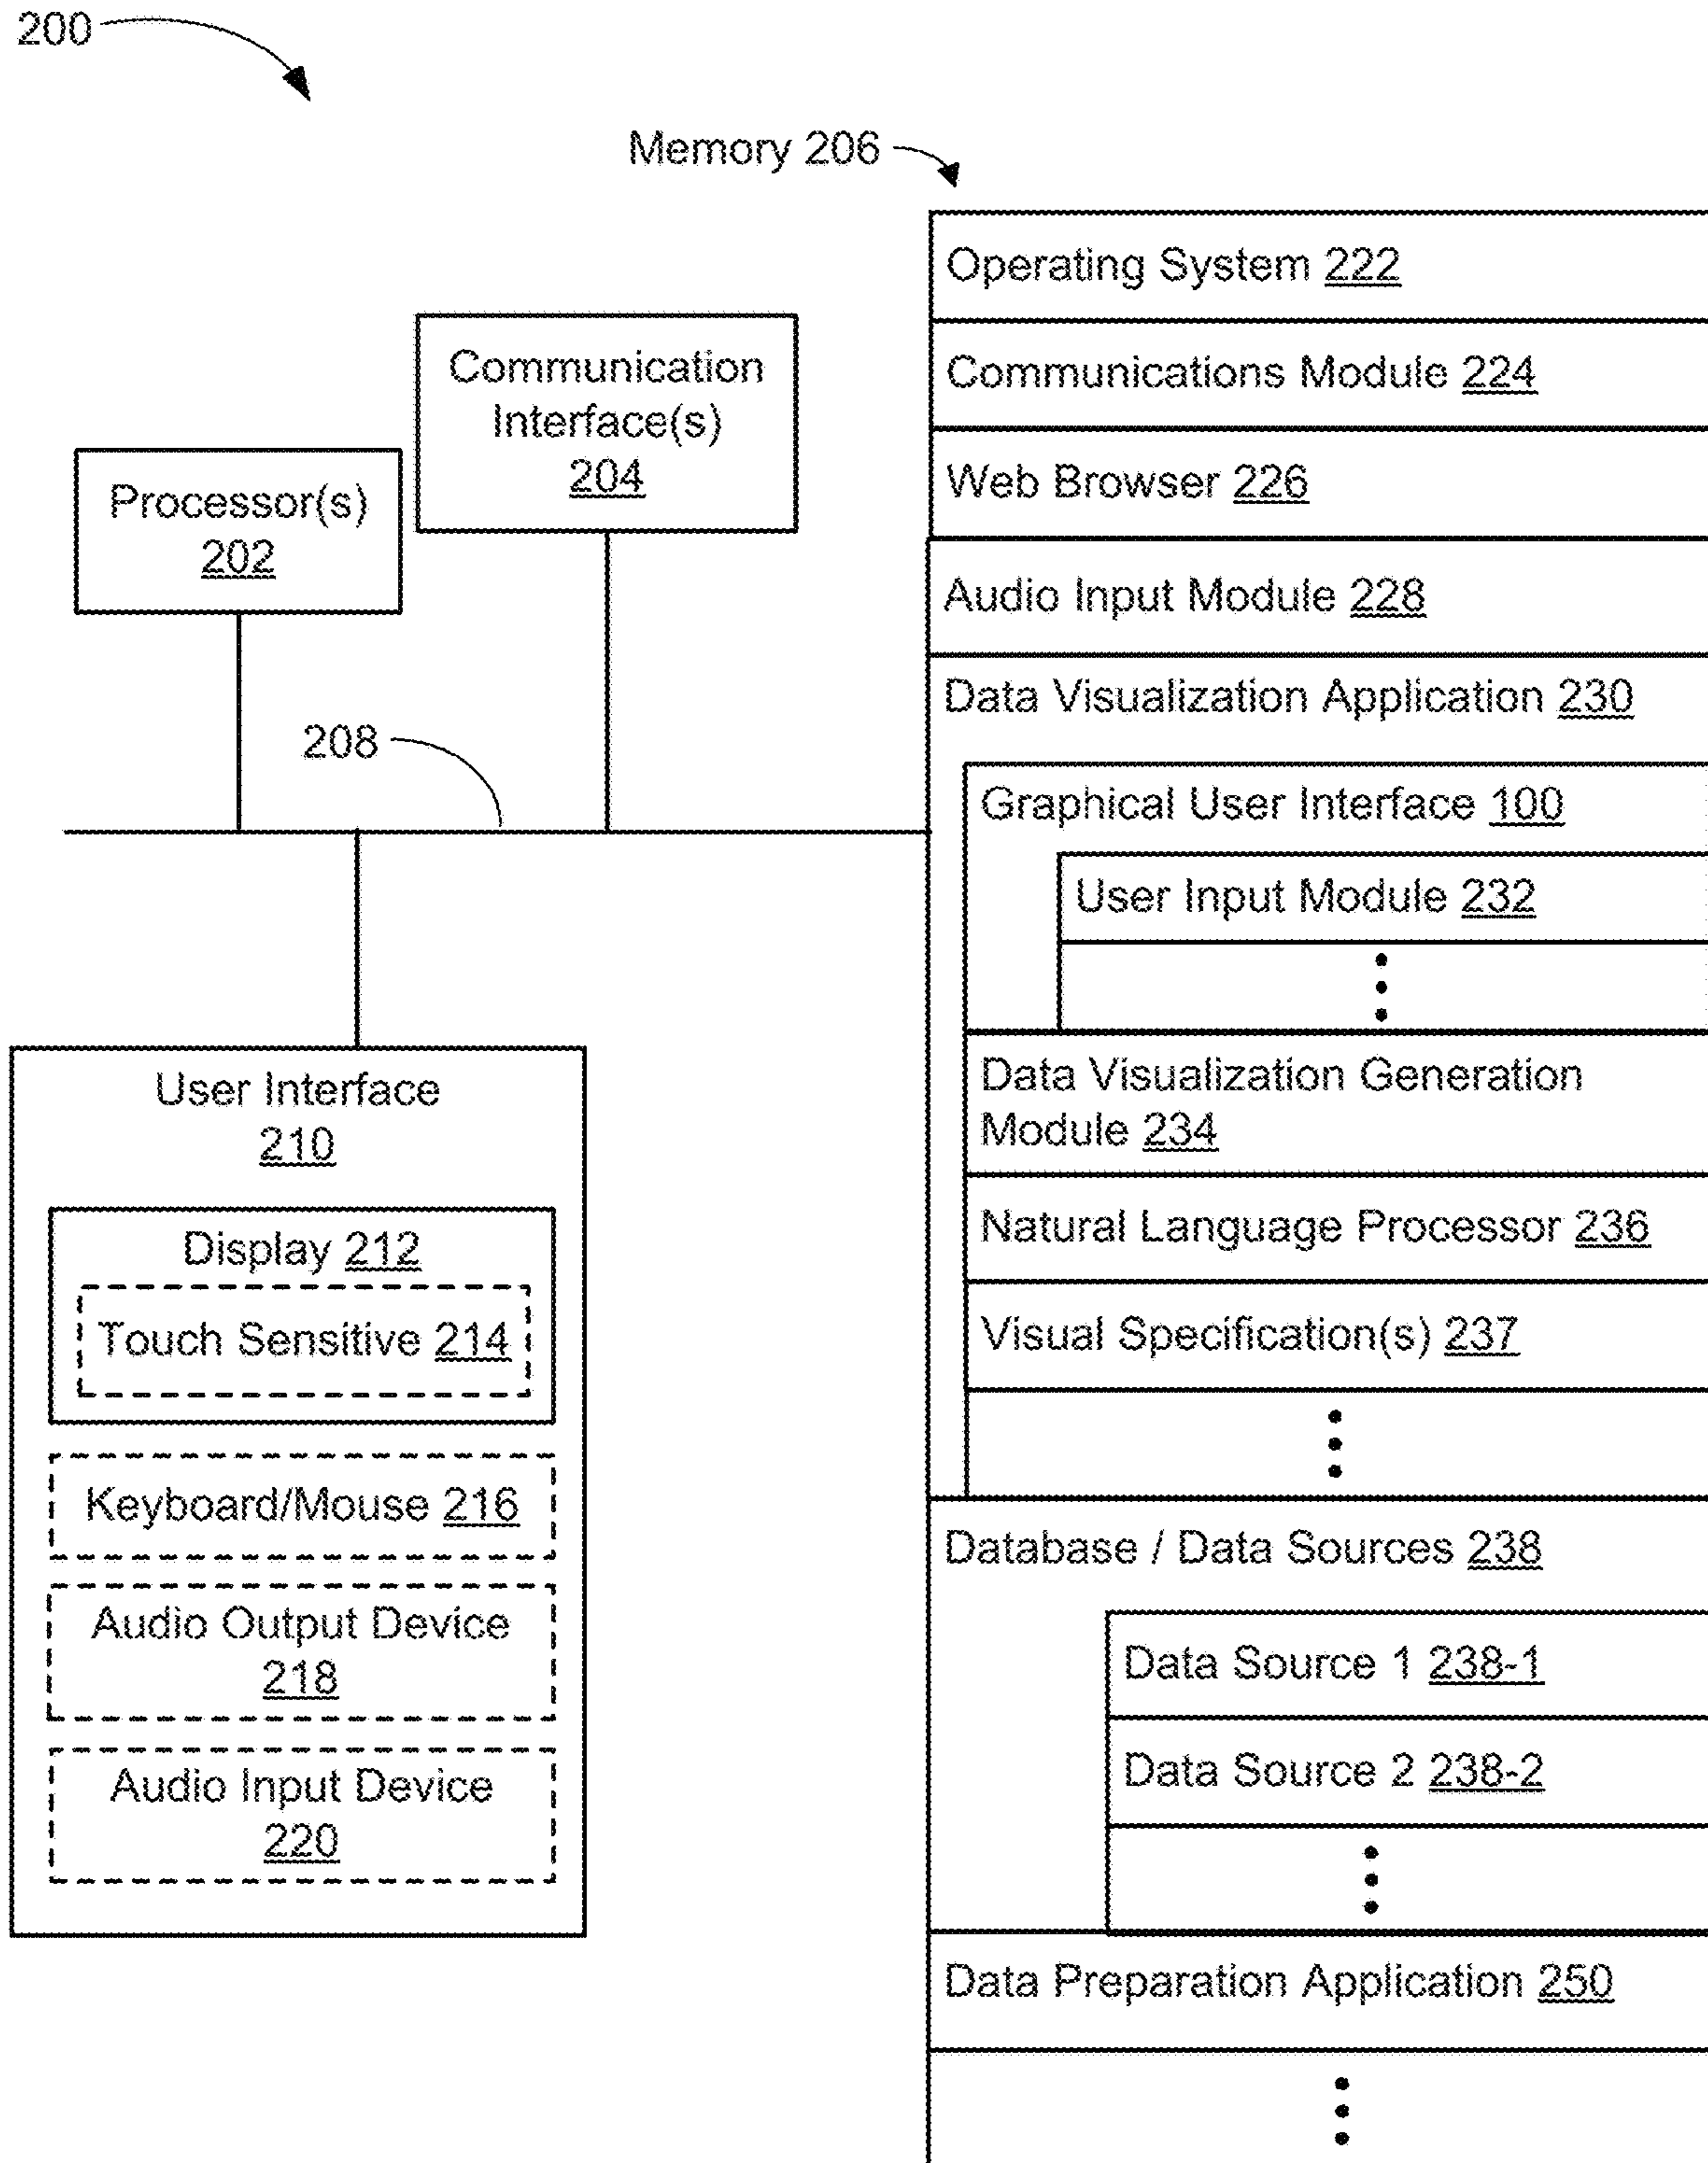 200
Memory 206
Operating System 222
Communications Module 224
Web Browser 226
Audio Input Module 228
Data Visualization Application 230
Graphical User Interface 100
User Input Module 232
Data Visualization Generation
Module 234
Natural Language Processor 236
Visual Specification(s) 237
Database / Data Sources 238
Data Source 1 238-1
Data Source 2 238-2
Data Preparation Application 250
Communication
Interface(s)
204
Processor(s)
202
208
User Interface
210
Display 212
Touch Sensitive 214
Keyboard/Mouse 216
Audio Output Device
218
Audio Input Device
220